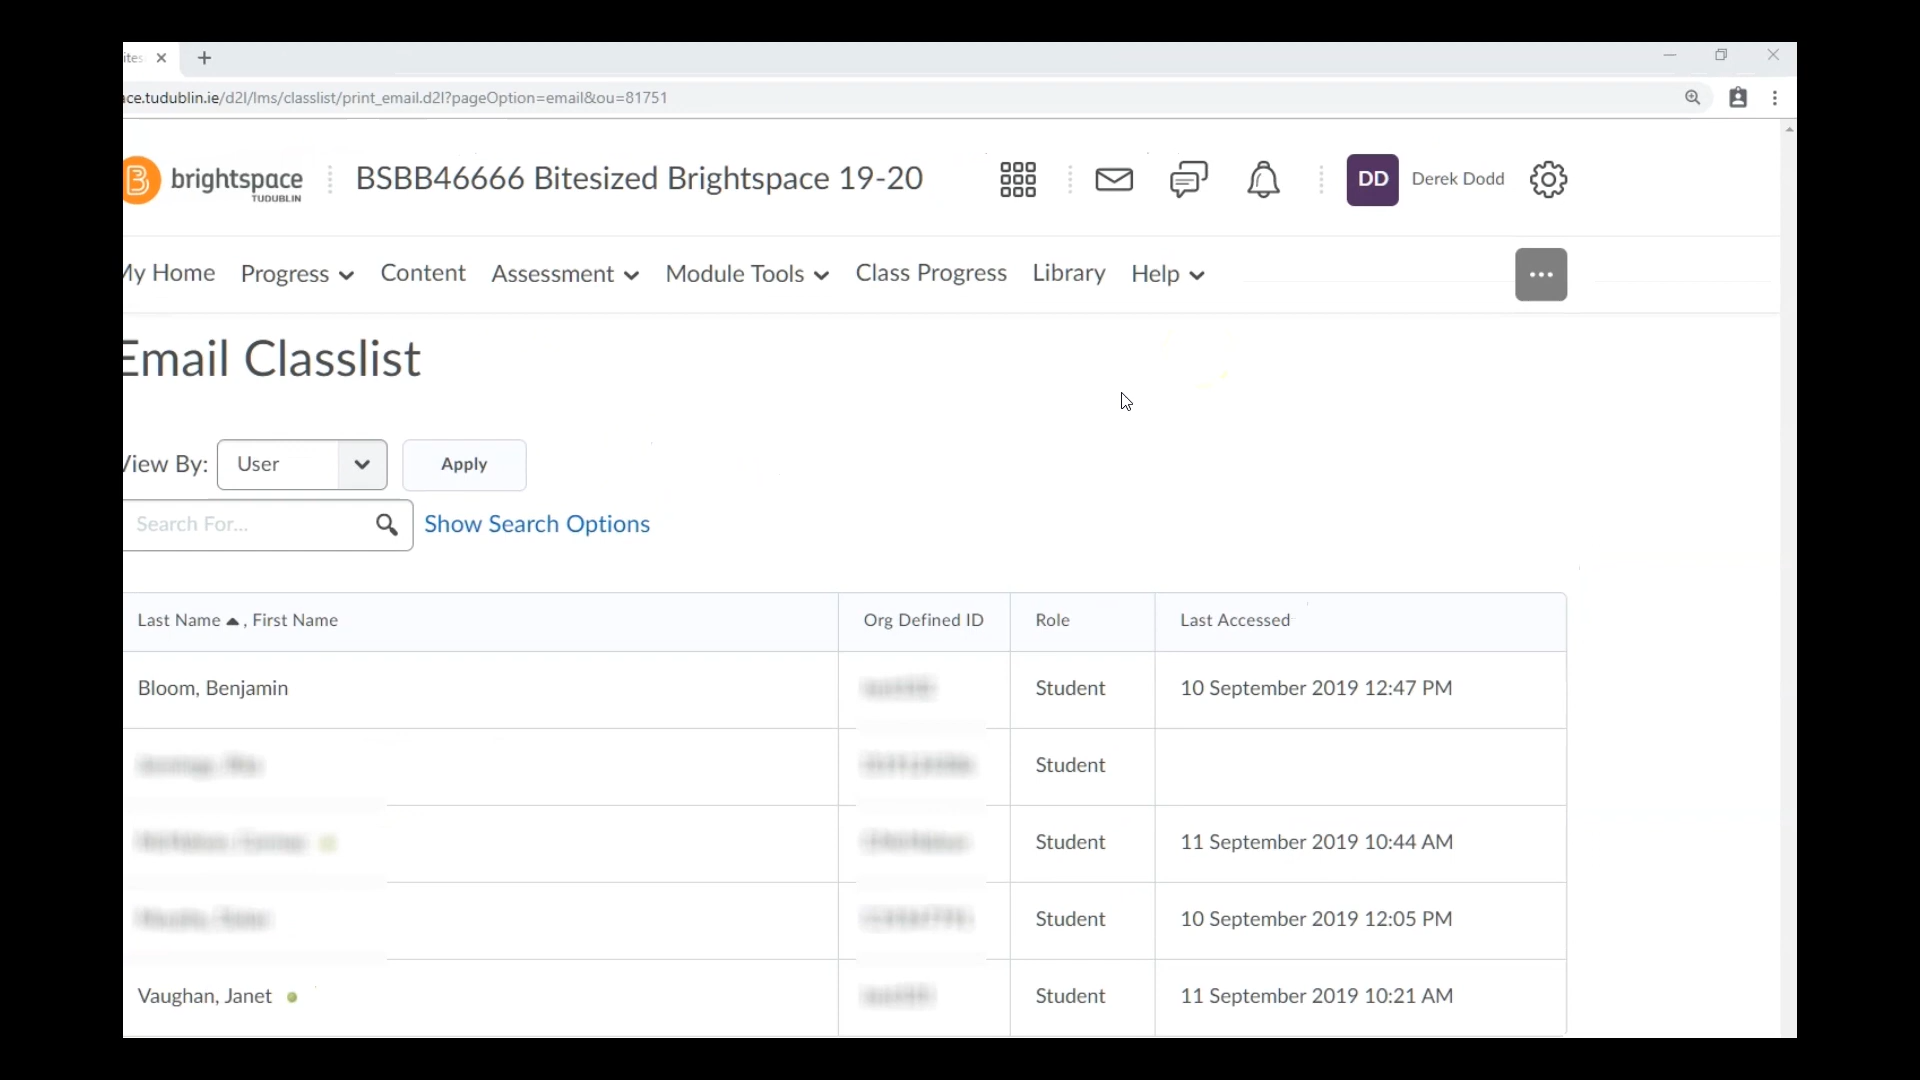 ites
ce.tudublin.ie/d2l/lms/classlist/print_email.d2l?pageOption=email&ou=81751
brightspace
TUDUBLIN
BSBB46666 Bitesized Brightspace 19-20
DD
Derek Dodd
My Home Progress Content Assessment Module Tools Class Progress Library Help
Email Classlist
View By: User Apply
Search For... Show Search Options
Last Name , First Name Org Defined ID Role Last Accessed
Bloom, Benjamin Student 10 September 2019 12:47 PM
Student
Student 11 September 2019 10:44 AM
Student 10 September 2019 12:05 PM
Vaughan, Janet Student 11 September 2019 10:21 AM